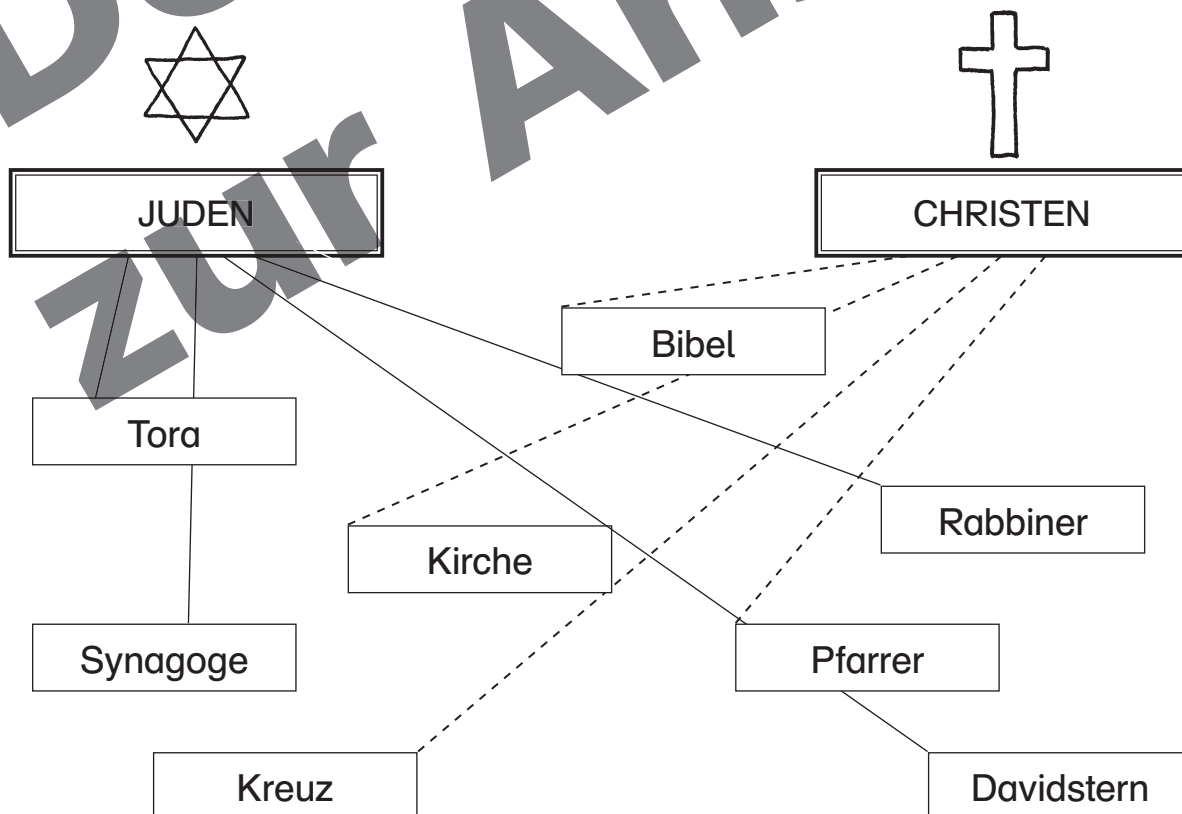 zur
JUDEN
CHRISTEN
Bibel
Tora
Rabbiner
Kirche
Synagoge
Pfarrer
Kreuz
Davidstern